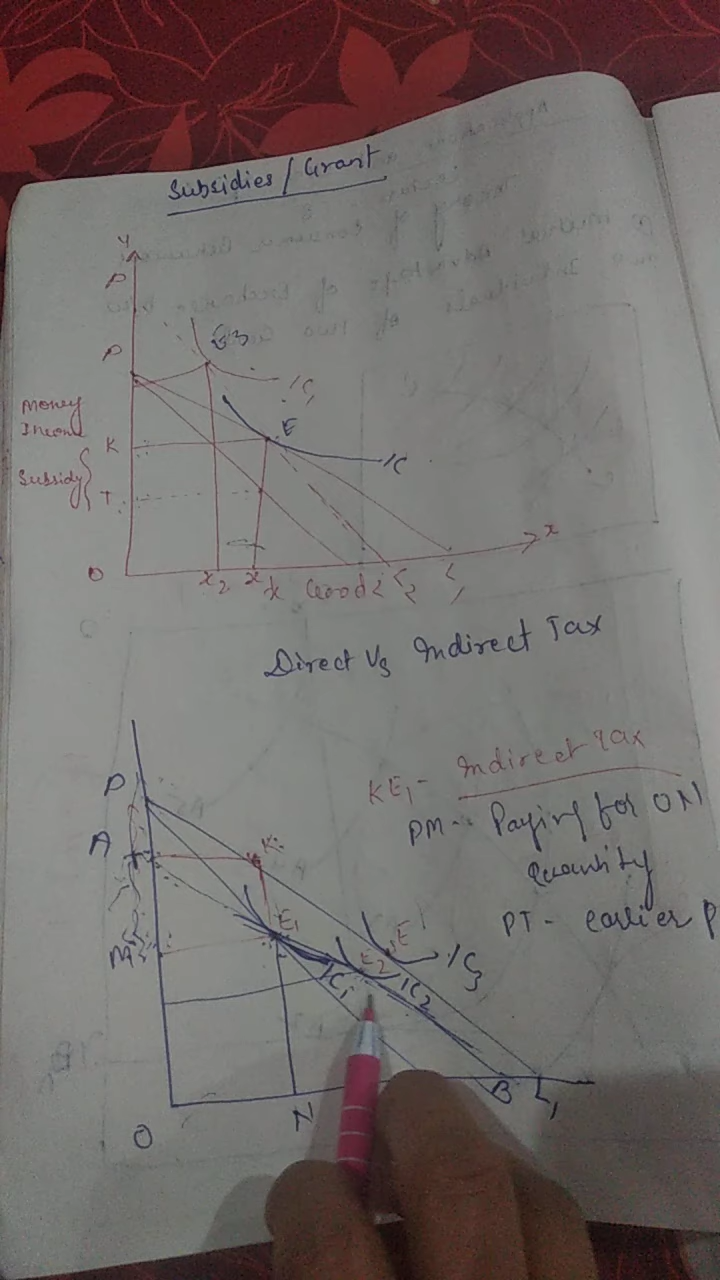 Subsidies / Grant
Y
P
P
E3
IC1
Money
Income
K
E
IC
Subsidy
T
O
x2
x
Good
L
L2
L1
x
Direct Vs Indirect Tax
KE1 - Indirect Tax
PM - Paying for ON
Quantity
PT - earlier P
P
A
K
M
E1
E2
E
IC1
IC2
IC3
O
N
B
L1